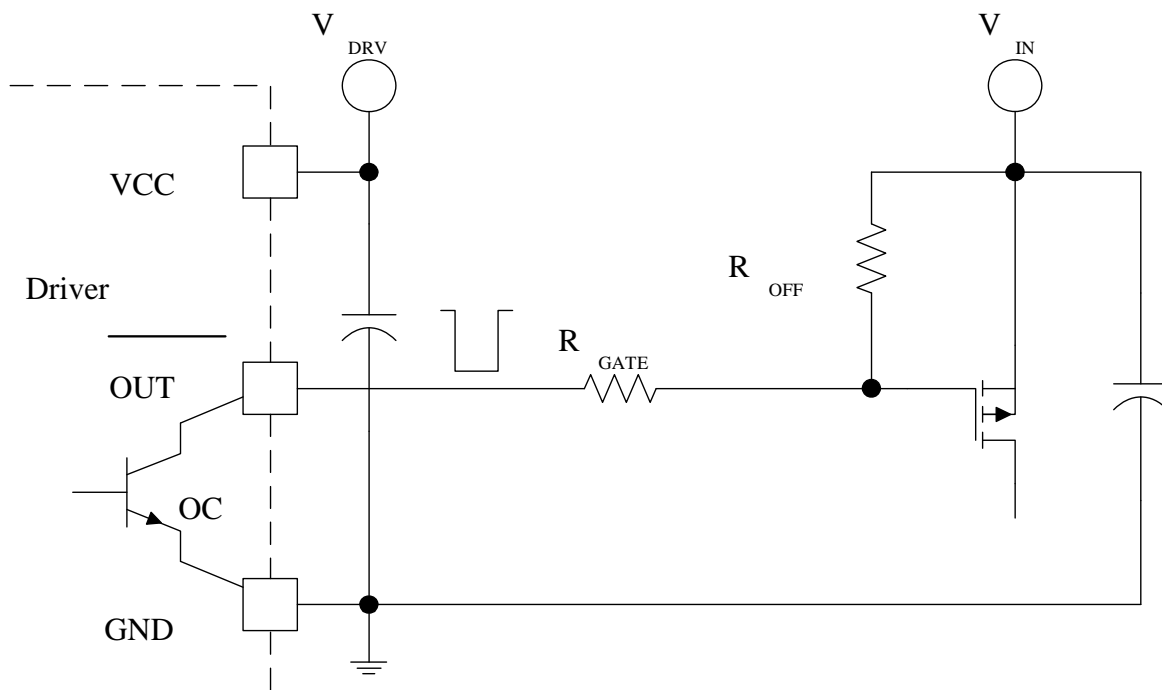 V DRV
V IN
VCC
Driver
R OFF
R GATE
OUT
OC
GND